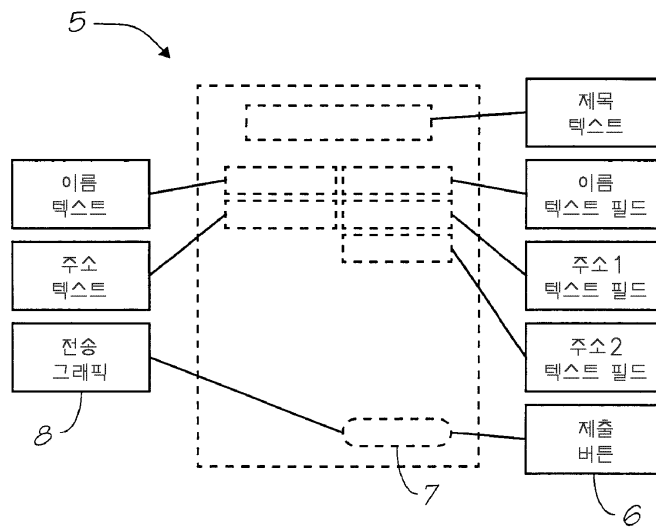 5
제목
텍스트
이름
텍스트
이름
텍스트 필드
주소
텍스트
주소1
텍스트 필드
전송
그래픽
주소2
텍스트 필드
8
7
제출
버튼
6